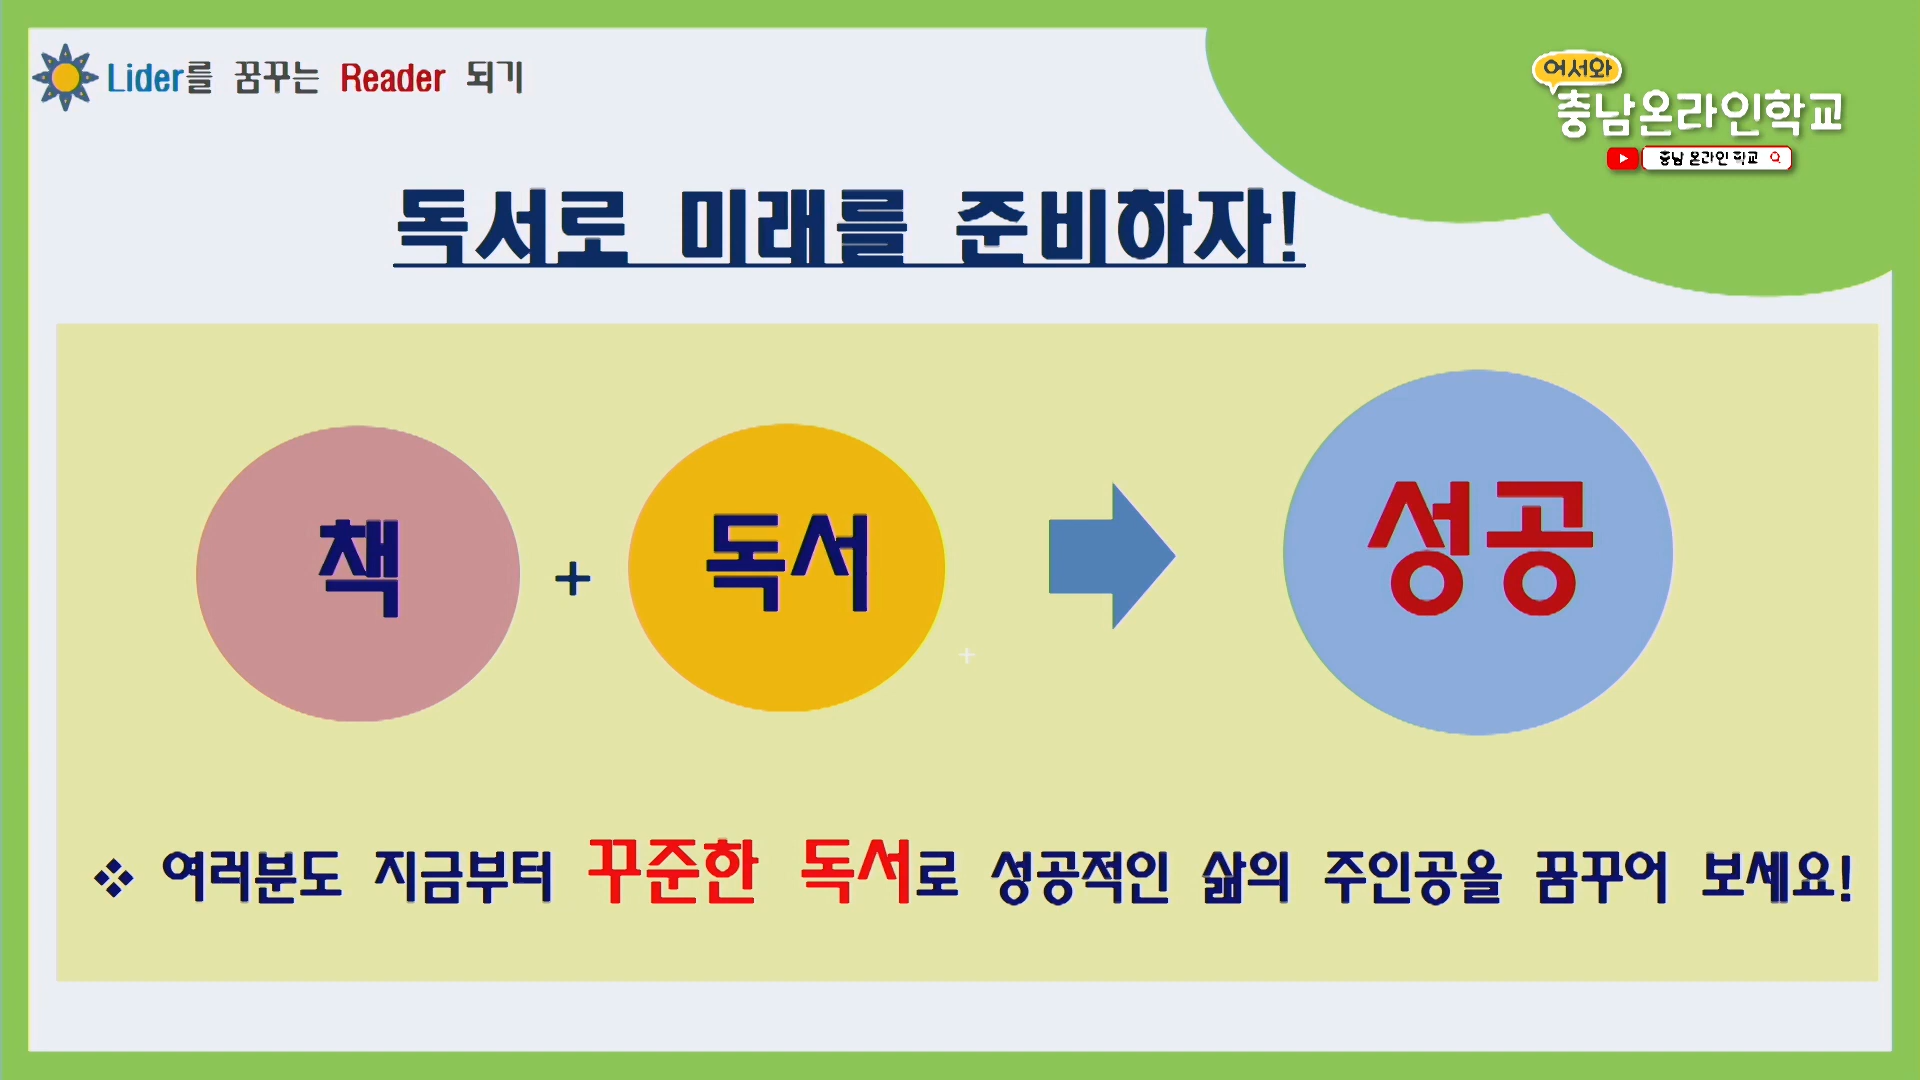 Lider를 꿈꾸는 Reader 되기
어서와
충남온라인학교
충남 온라인 학교
독서로 미래를 준비하자!
책 + 독서 성공
여러분도 지금부터 꾸준한 독서로 성공적인 삶의 주인공을 꿈꾸어 보세요!